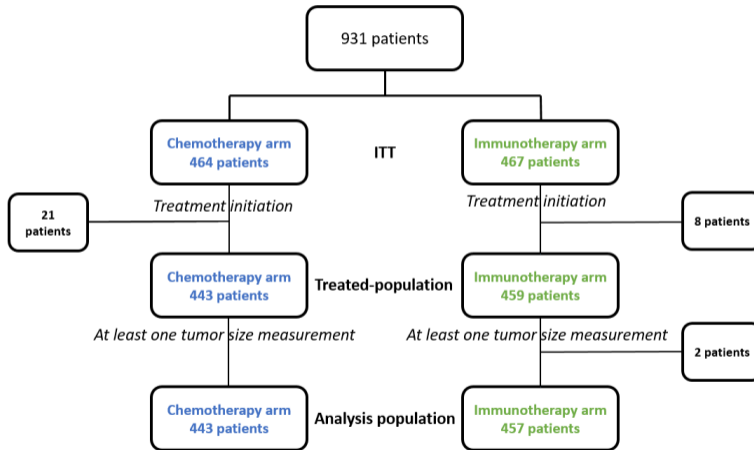 931 patients
Chemotherapy arm
464 patients
ITT
Immunotherapy arm
467 patients
Treatment initiation
Treatment initiation
21
patients
8 patients
Chemotherapy arm
443 patients
Treated-population
Immunotherapy arm
459 patients
At least one tumor size measurement
At least one tumor size measurement
2 patients
Chemotherapy arm
443 patients
Analysis population
Immunotherapy arm
457 patients